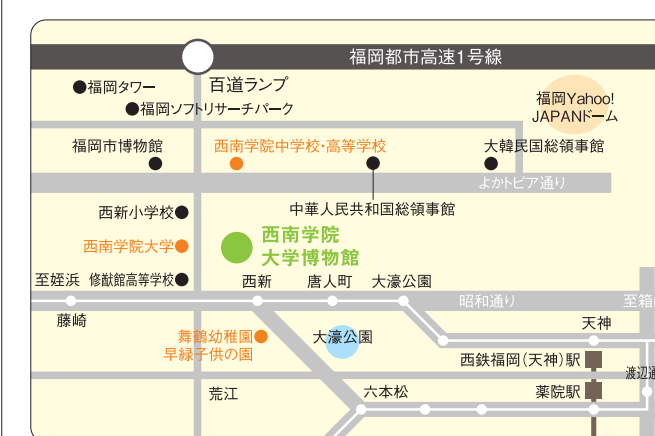 福岡都市高速1号線
福岡タワー
百道ランプ
福岡ソフトリサーチパーク
福岡Yahoo!
JAPANドーム
福岡市博物館
西南学院中学校・高等学校
大韓民国総領事館
よかトピア通り
西新小学校
中華人民共和国総領事館
西南学院大学
西南学院
大学博物館
至姪浜
修猷館高等学校
西新
唐人町
大濠公園
昭和通り
至箱
藤崎
天神
舞鶴幼稚園
早緑子供の園
大濠公園
西鉄福岡(天神)駅
渡辺通
荒江
六本松
薬院駅